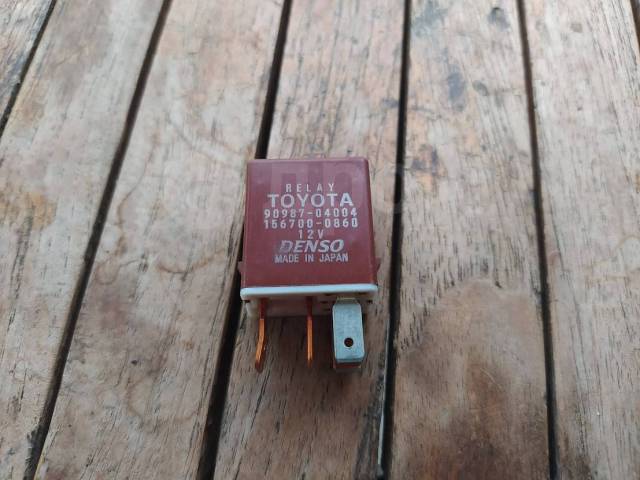 RELAY
TOYOTA
90987-04004
156700-0860
12V
DENSO
MADE IN JAPAN